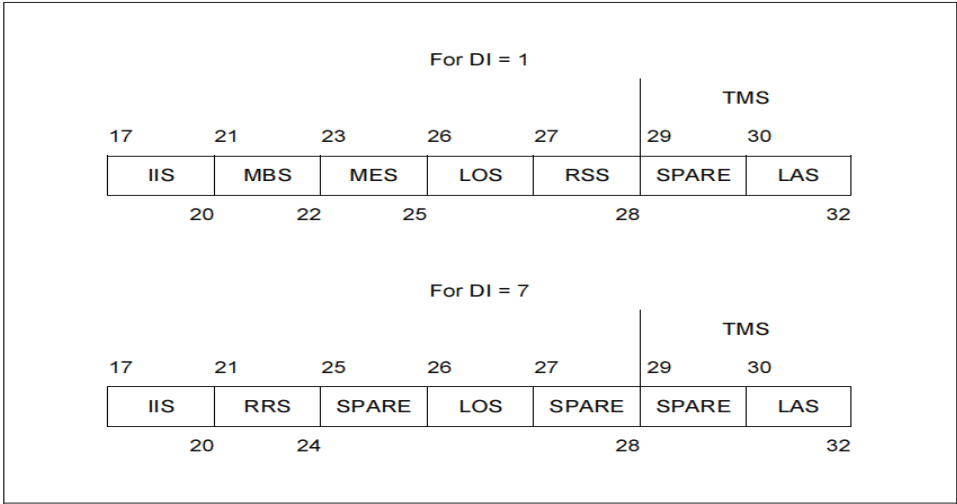 For DI = 1
TMS
17 21 23 26 27 29 30
IIS MBS MES LOS RSS SPARE LAS
20 22 25 28 32
For DI = 7
TMS
17 21 25 26 27 29 30
IIS RRS SPARE LOS SPARE SPARE LAS
20 24 28 32